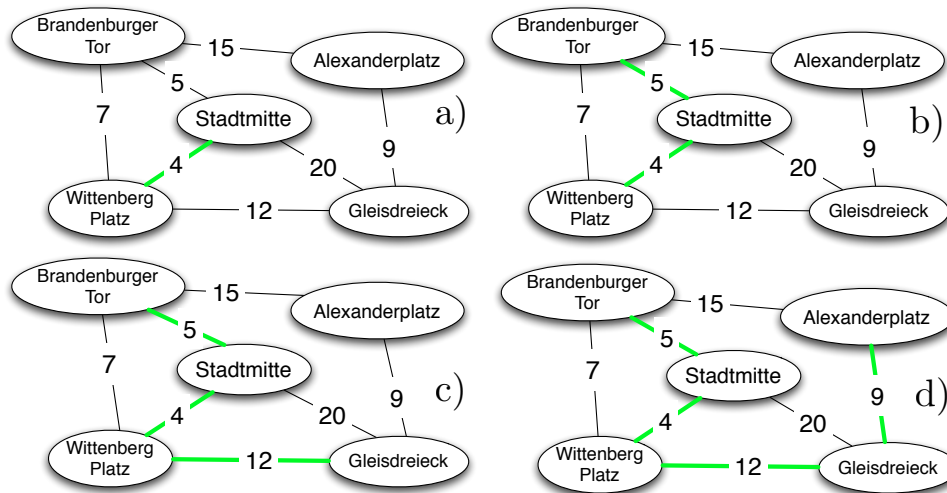 Brandenburger
Tor
15
Alexanderplatz
5
7
Stadtmitte
a)
9
4
20
Wittenberg
Platz
12
Gleisdreieck
Brandenburger
Tor
15
Alexanderplatz
5
7
Stadtmitte
b)
9
4
20
Wittenberg
Platz
12
Gleisdreieck
Brandenburger
Tor
15
Alexanderplatz
5
7
Stadtmitte
c)
9
4
20
Wittenberg
Platz
12
Gleisdreieck
Brandenburger
Tor
15
Alexanderplatz
5
7
Stadtmitte
d)
9
4
20
Wittenberg
Platz
12
Gleisdreieck